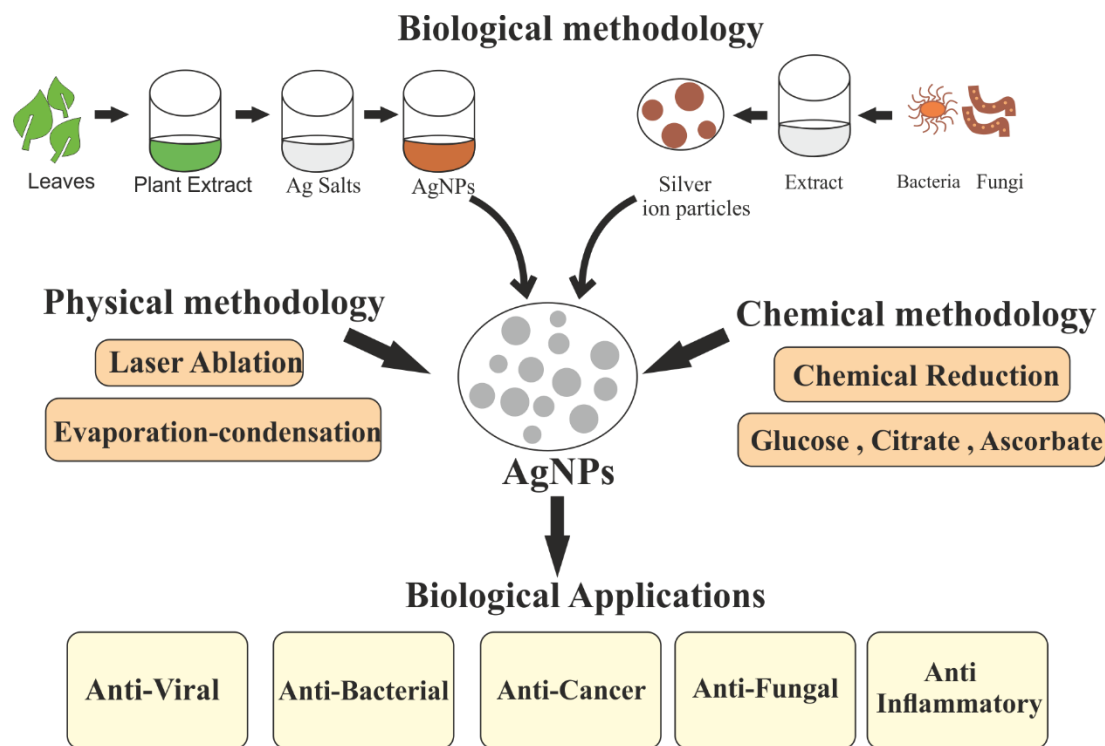 Biological methodology
Leaves
Plant Extract
Ag Salts
AgNPs
Silver
ion particles
Extract
Bacteria
Fungi
Physical methodology
Laser Ablation
Evaporation-condensation
Chemical methodology
Chemical Reduction
Glucose , Citrate , Ascorbate
AgNPs
Biological Applications
Anti-Viral
Anti-Bacterial
Anti-Cancer
Anti-Fungal
Anti
Inflammatory